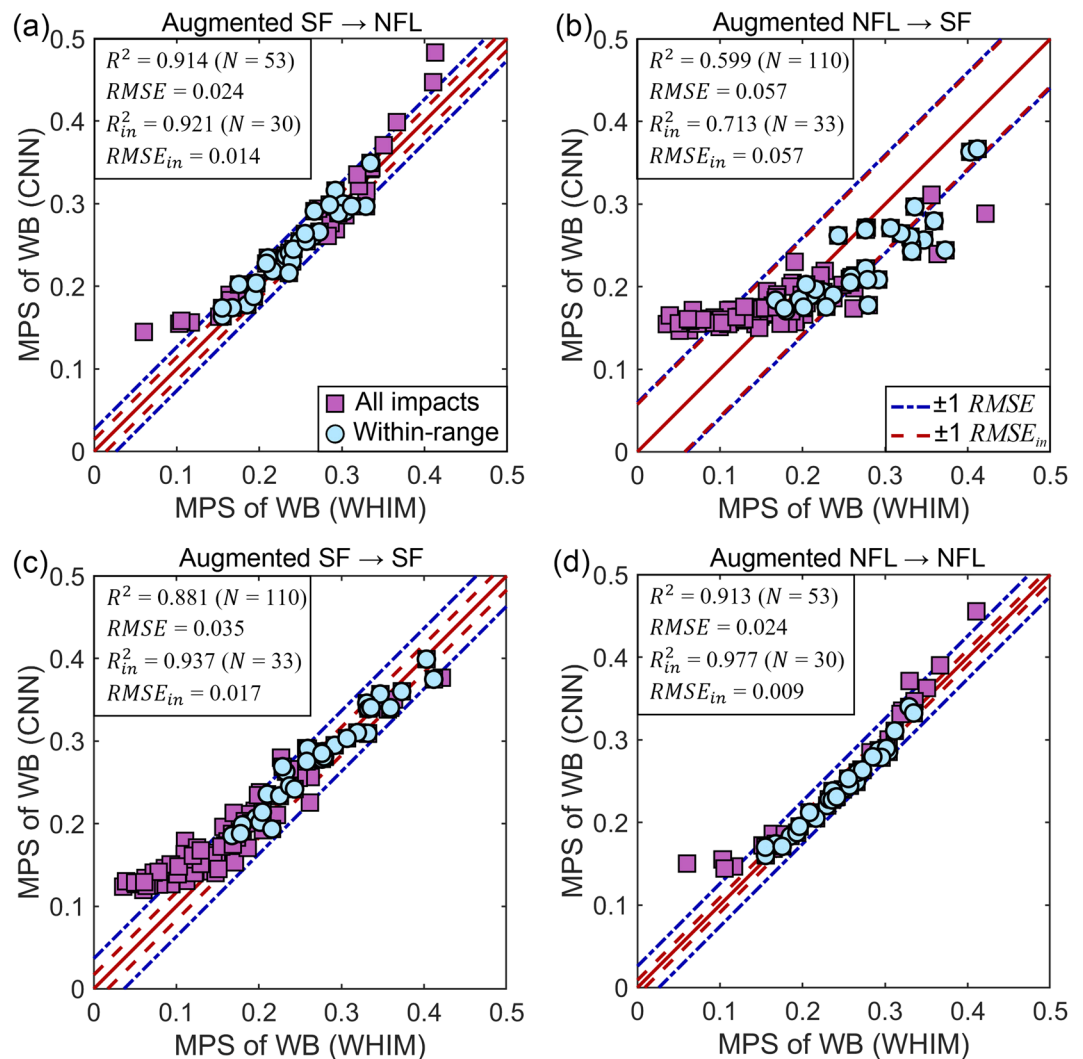 (a) Augmented SF → NFL
R² = 0.914 (N = 53)
RMSE = 0.024
R²in = 0.921 (N = 30)
RMSEin = 0.014
All impacts
Within-range
0.5
0.4
0.3
0.2
0.1
0
0 0.1 0.2 0.3 0.4 0.5
MPS of WB (CNN)
MPS of WB (WHIM)
(b) Augmented NFL → SF
R² = 0.599 (N = 110)
RMSE = 0.057
R²in = 0.713 (N = 33)
RMSEin = 0.057
±1 RMSE
±1 RMSEin
0.5
0.4
0.3
0.2
0.1
0
0 0.1 0.2 0.3 0.4 0.5
MPS of WB (CNN)
MPS of WB (WHIM)
(c) Augmented SF → SF
R² = 0.881 (N = 110)
RMSE = 0.035
R²in = 0.937 (N = 33)
RMSEin = 0.017
0.5
0.4
0.3
0.2
0.1
0
0 0.1 0.2 0.3 0.4 0.5
MPS of WB (CNN)
MPS of WB (WHIM)
(d) Augmented NFL → NFL
R² = 0.913 (N = 53)
RMSE = 0.024
R²in = 0.977 (N = 30)
RMSEin = 0.009
0.5
0.4
0.3
0.2
0.1
0
0 0.1 0.2 0.3 0.4 0.5
MPS of WB (CNN)
MPS of WB (WHIM)